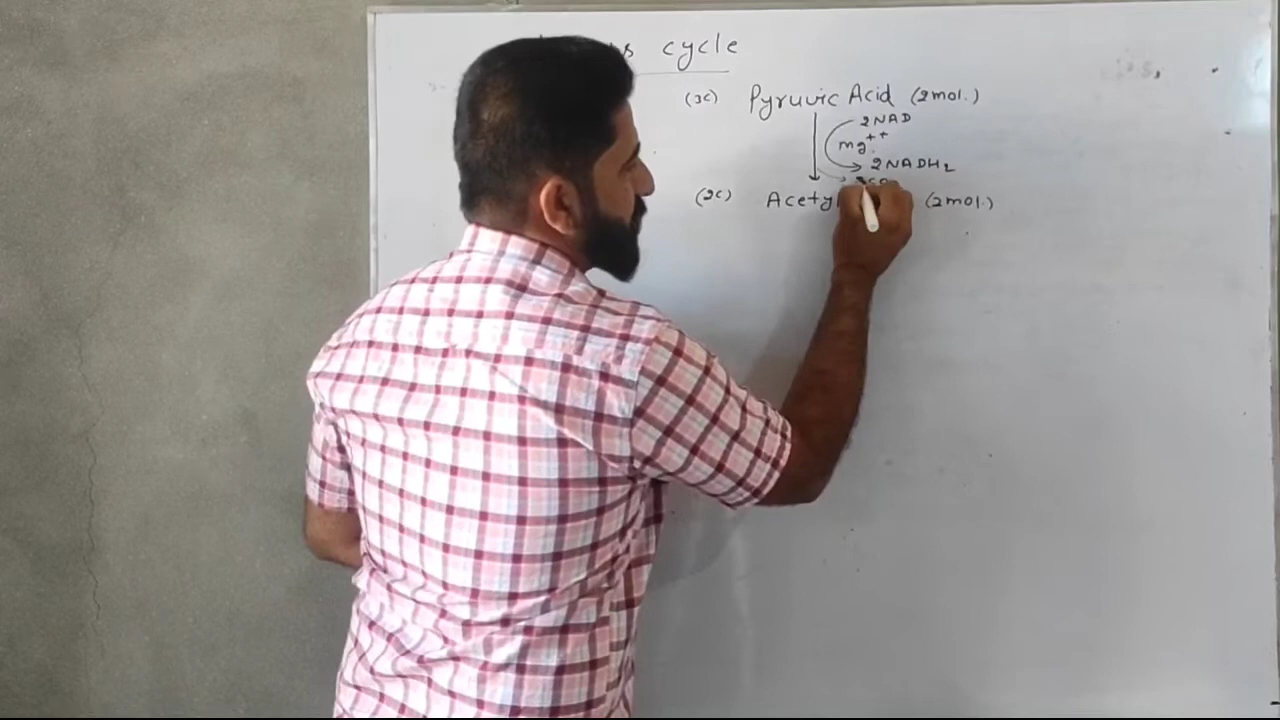 cycle
(3C) Pyruvic Acid (2mol.)
2NAD
mg++
2NADH2
(2C) Acety (2mol.)